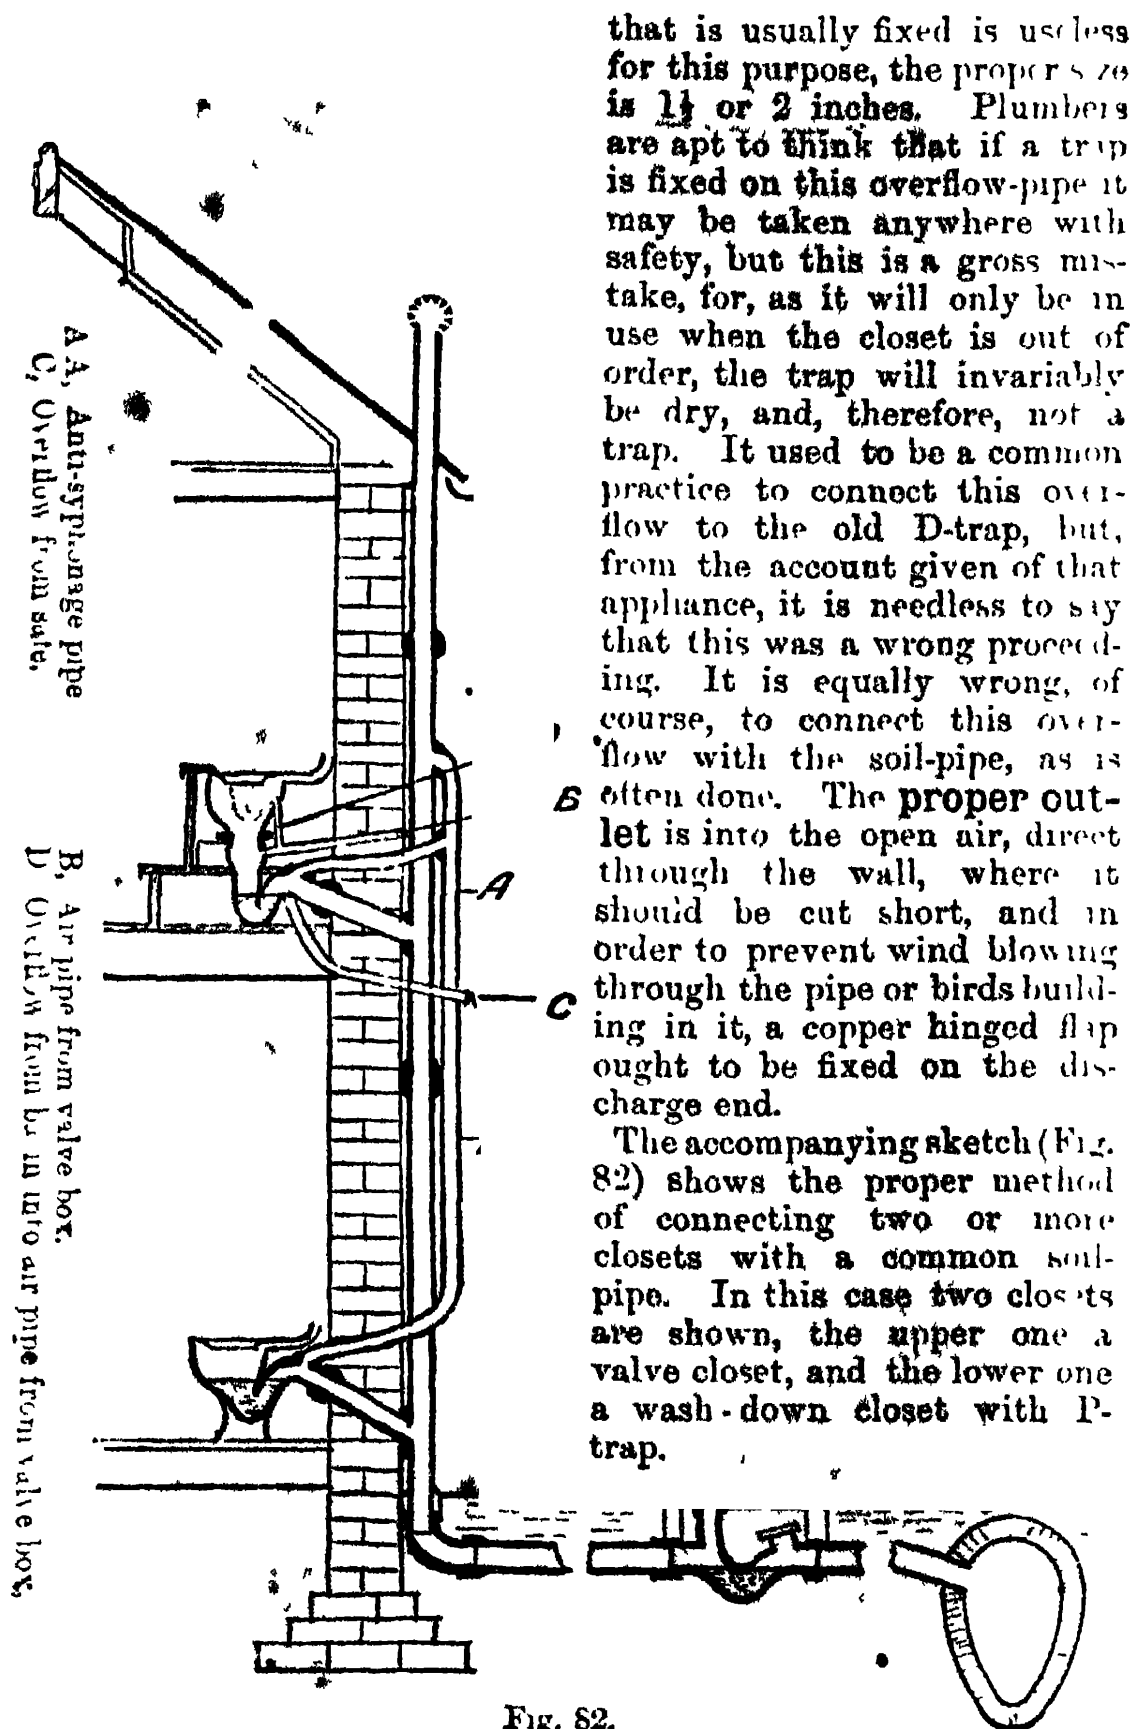 that is usually fixed is useless
for this purpose, the proper size
is 1½ or 2 inches. Plumbers
are apt to think that if a trap
is fixed on this overflow-pipe it
may be taken anywhere with
safety, but this is a gross mis-
take, for, as it will only be in
use when the closet is out of
order, the trap will invariably
be dry, and, therefore, not a
trap. It used to be a common
practice to connect this over-
flow to the old D-trap, but,
from the account given of that
appliance, it is needless to say
that this was a wrong proceed-
ing. It is equally wrong, of
course, to connect this over-
flow with the soil-pipe, as is
often done. The proper out-
let is into the open air, direct
through the wall, where it
should be cut short, and in
order to prevent wind blowing
through the pipe or birds build-
ing in it, a copper hinged flap
ought to be fixed on the dis-
charge end.
The accompanying sketch (Fig.
82) shows the proper method
of connecting two or more
closets with a common soil-
pipe. In this case two closets
are shown, the upper one a
valve closet, and the lower one
a wash-down closet with P-
trap.
A A, Anti-syphonage pipe
C, Overflow from safe.
B, Air pipe from valve box.
D Overflow from basin into air pipe from valve box,
B
A
C
Fig. 82.